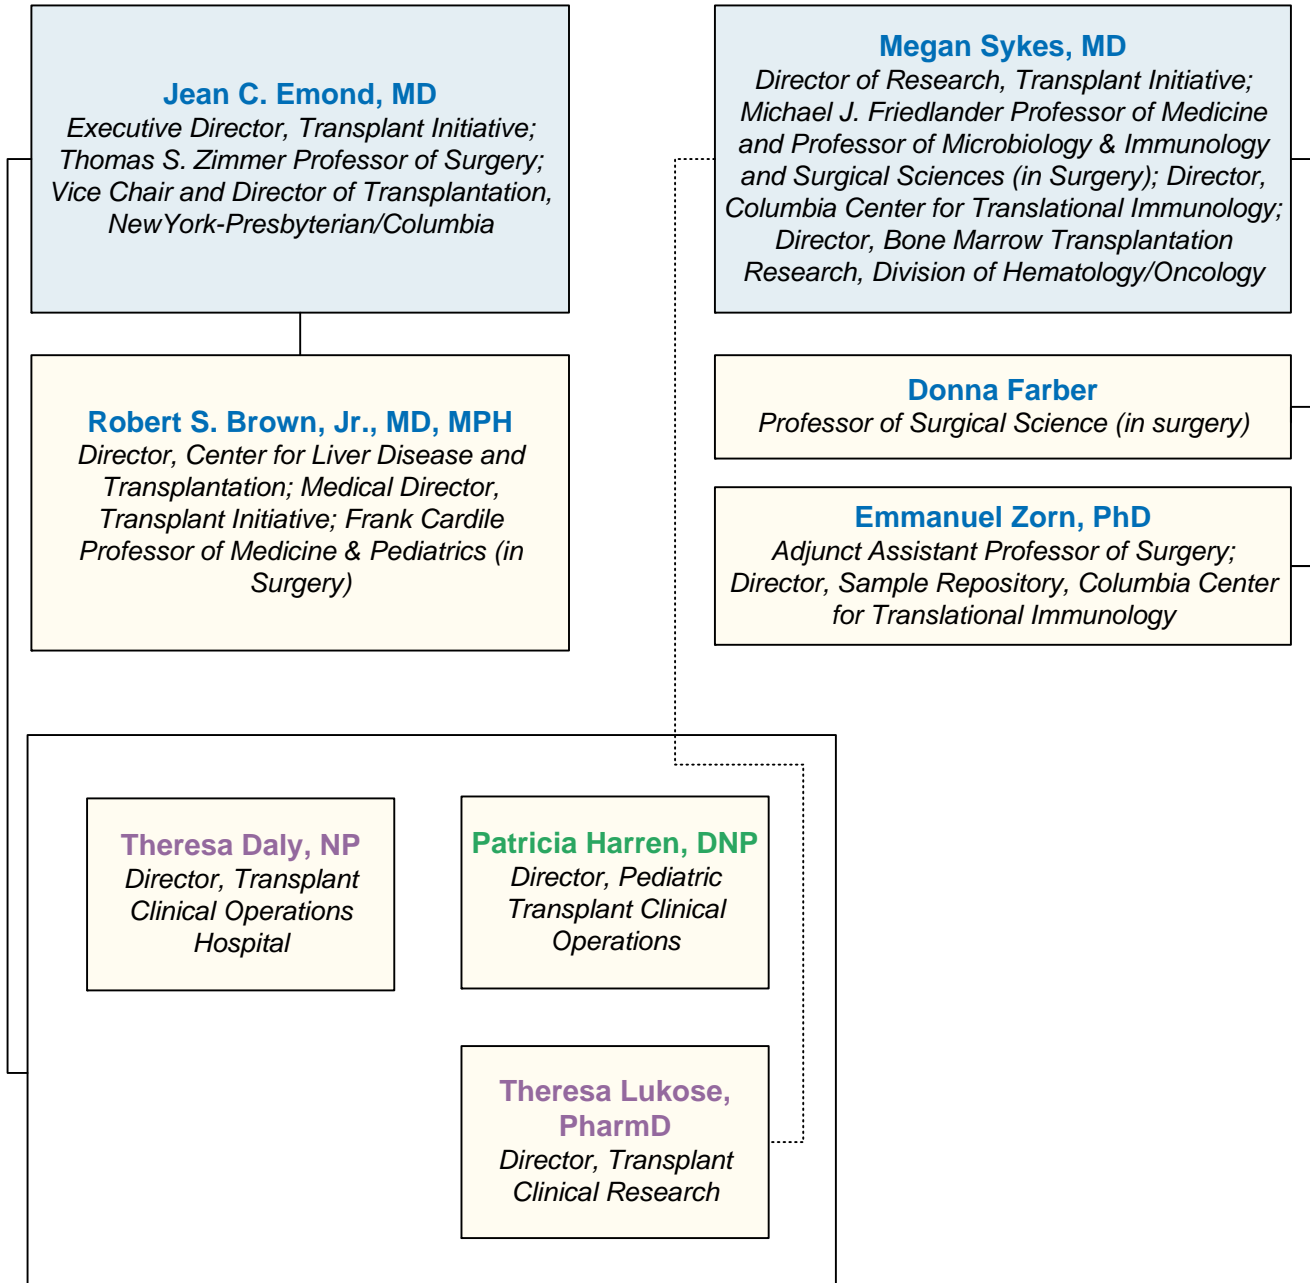 Jean C. Emond, MD
Executive Director, Transplant Initiative;
Thomas S. Zimmer Professor of Surgery;
Vice Chair and Director of Transplantation,
NewYork-Presbyterian/Columbia
Megan Sykes, MD
Director of Research, Transplant Initiative;
Michael J. Friedlander Professor of Medicine
and Professor of Microbiology & Immunology
and Surgical Sciences (in Surgery); Director,
Columbia Center for Translational Immunology;
Director, Bone Marrow Transplantation
Research, Division of Hematology/Oncology
Robert S. Brown, Jr., MD, MPH
Director, Center for Liver Disease and
Transplantation; Medical Director,
Transplant Initiative; Frank Cardile
Professor of Medicine & Pediatrics (in
Surgery)
Donna Farber
Professor of Surgical Science (in surgery)
Emmanuel Zorn, PhD
Adjunct Assistant Professor of Surgery;
Director, Sample Repository, Columbia Center
for Translational Immunology
Theresa Daly, NP
Director, Transplant
Clinical Operations
Hospital
Patricia Harren, DNP
Director, Pediatric
Transplant Clinical
Operations
Theresa Lukose,
PharmD
Director, Transplant
Clinical Research